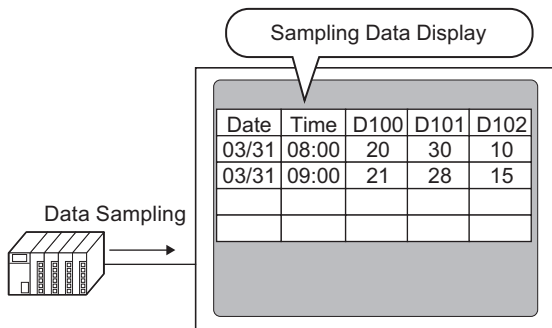 Sampling Data Display
Date Time D100 D101 D102
03/31 08:00 20 30 10
03/31 09:00 21 28 15
Data Sampling